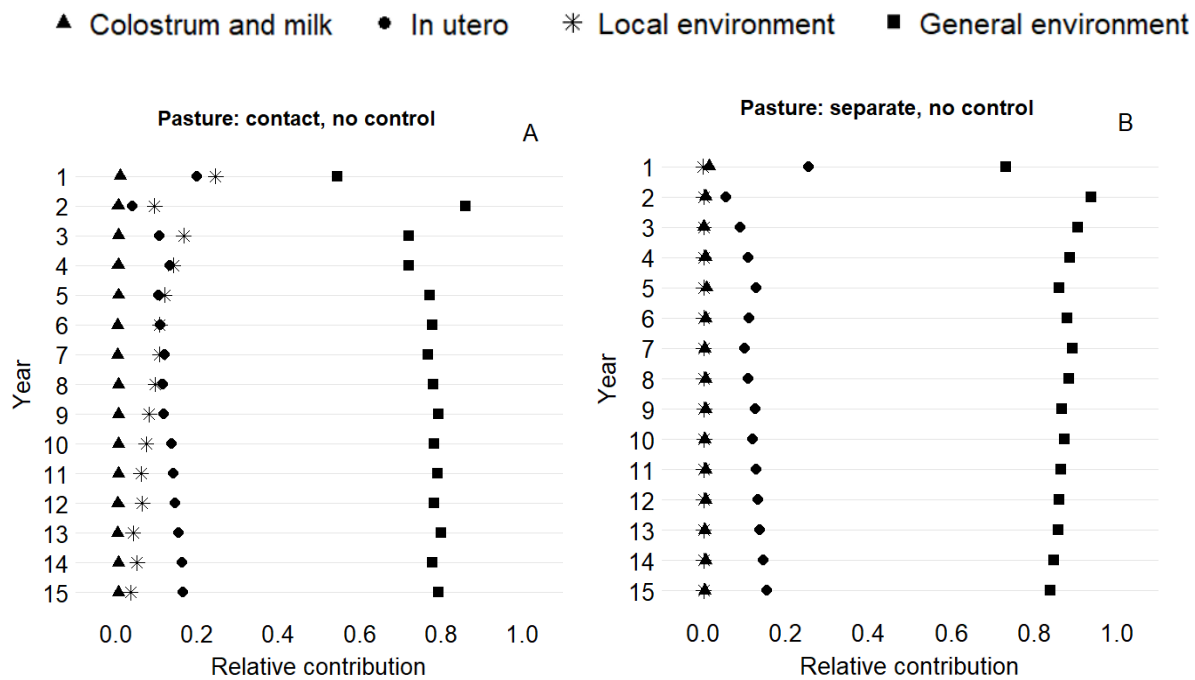 Colostrum and milk In utero Local environment General environment
Pasture: contact, no control
A
Year
1
2
3
4
5
6
7
8
9
10
11
12
13
14
15
0.0 0.2 0.4 0.6 0.8 1.0
Relative contribution
Pasture: separate, no control
B
Year
1
2
3
4
5
6
7
8
9
10
11
12
13
14
15
0.0 0.2 0.4 0.6 0.8 1.0
Relative contribution